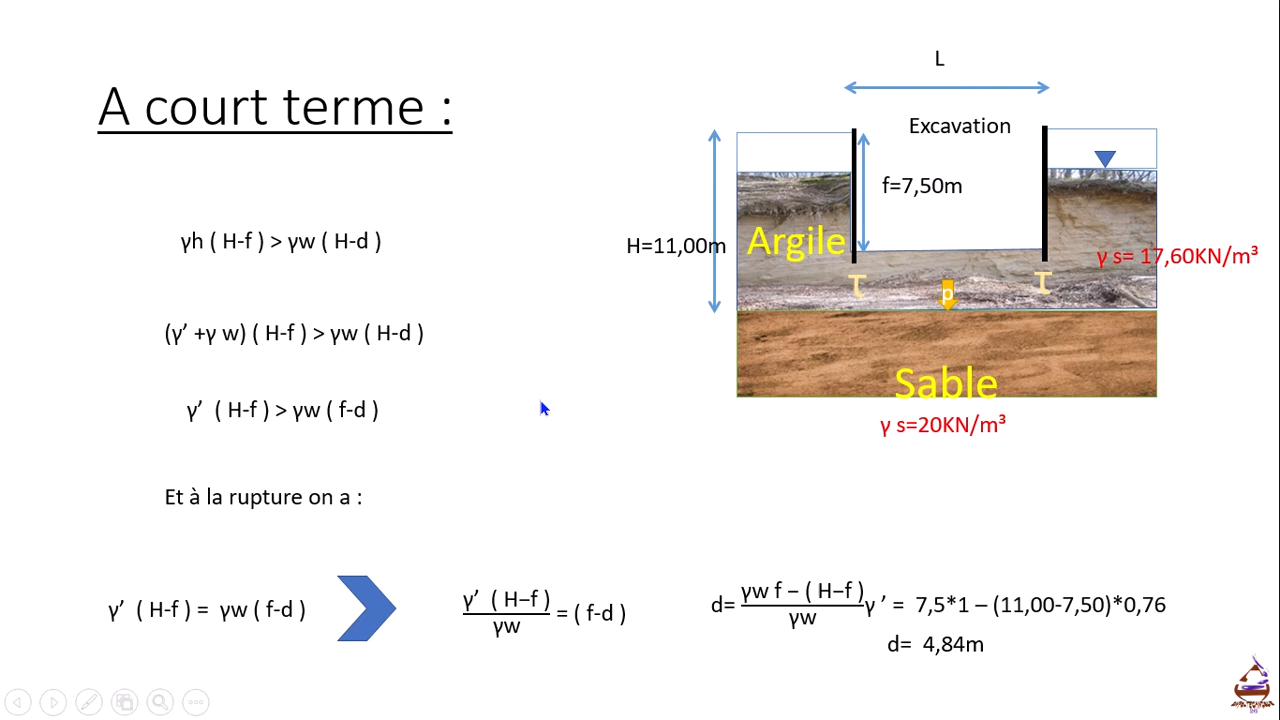 A court terme :
γh ( H-f ) > γw ( H-d )
(γ’ +γ w) ( H-f ) > γw ( H-d )
γ’ ( H-f ) > γw ( f-d )
Et à la rupture on a :
γ’ ( H-f ) = γw ( f-d )
γ’ ( H−f )
γw
= ( f-d )
d= γw f − ( H−f )
γw
γ ’ = 7,5*1 – (11,00-7,50)*0,76
d= 4,84m
L
Excavation
f=7,50m
H=11,00m
Argile
γ s= 17,60KN/m³
τ
τ
p
Sable
γ s=20KN/m³